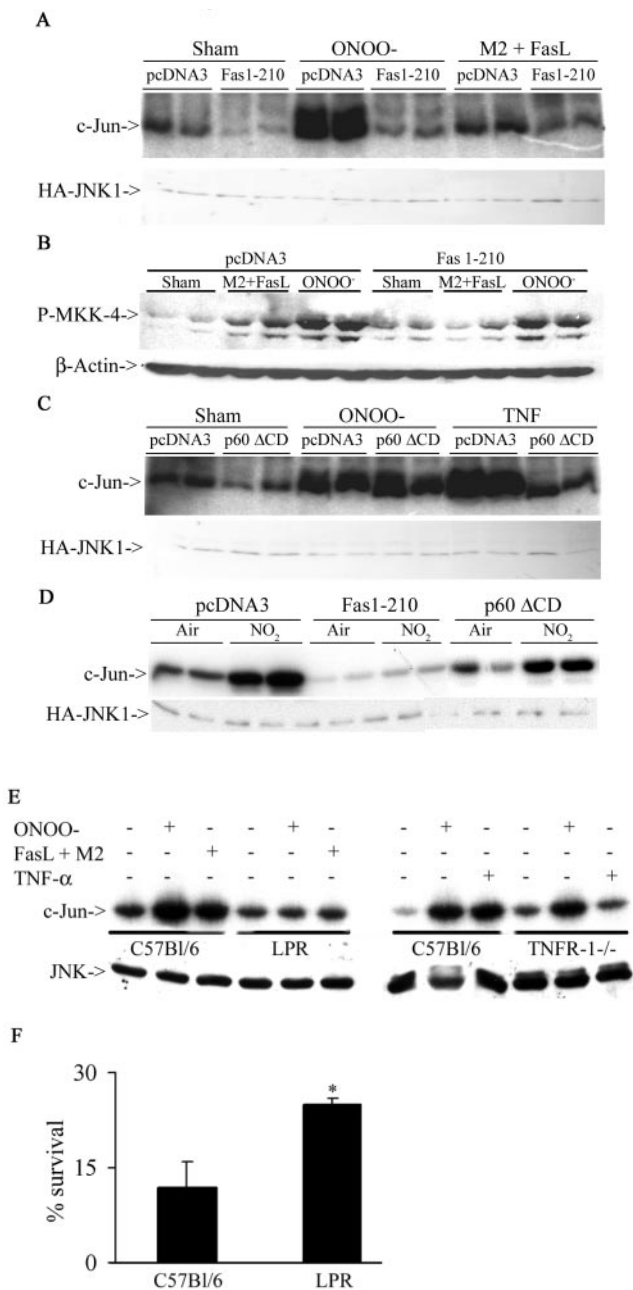 A
Sham ONOO- M2 + FasL
pcDNA3 Fas1-210 pcDNA3 Fas1-210 pcDNA3 Fas1-210
c-Jun->
HA-JNK1->
B
pcDNA3 Fas 1-210
Sham M2+FasL ONOO- Sham M2+FasL ONOO-
P-MKK-4->
β-Actin->
C
Sham ONOO- TNF
pcDNA3 p60 ΔCD pcDNA3 p60 ΔCD pcDNA3 p60 ΔCD
c-Jun->
HA-JNK1->
D
pcDNA3 Fas1-210 p60 ΔCD
Air NO₂ Air NO₂ Air NO₂
c-Jun->
HA-JNK1->
E
ONOO- - + - - + - - + - - + -
FasL + M2 - - + - - + - - - - - -
TNF-α - - - - - - - - + - - +
c-Jun->
C57Bl/6 LPR C57Bl/6 TNFR-1-/-
JNK->
F
30
*
15
% survival
0
C57Bl/6 LPR